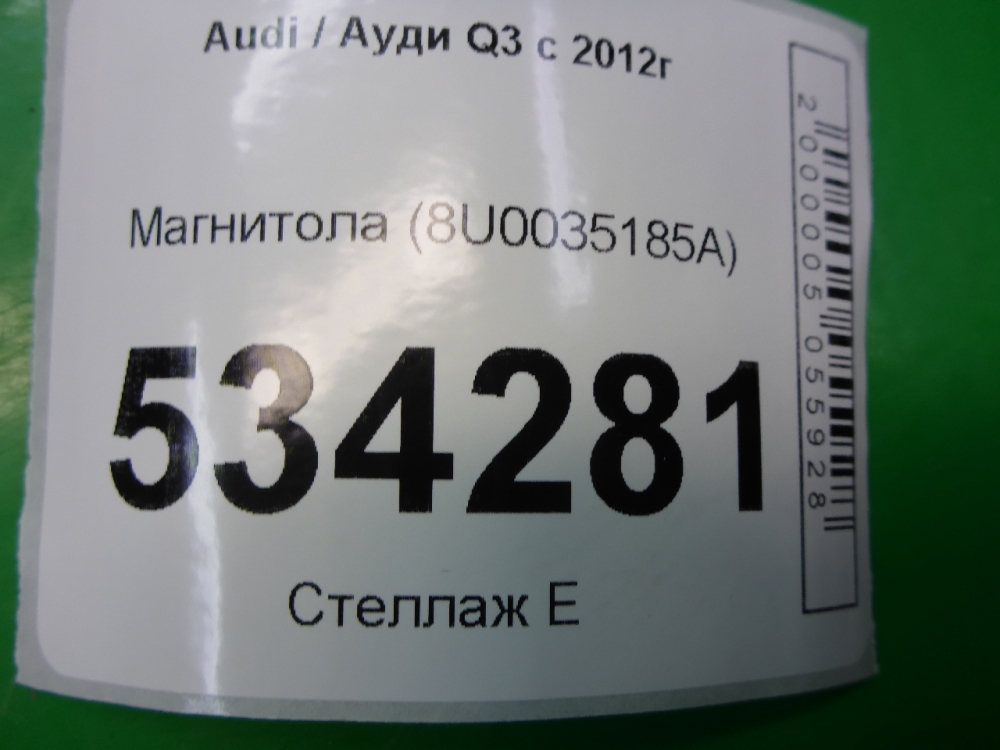 Audi / Ауди Q3 с 2012г
Магнитола (8U0035185A)
534281
Стеллаж Е
2000005055928